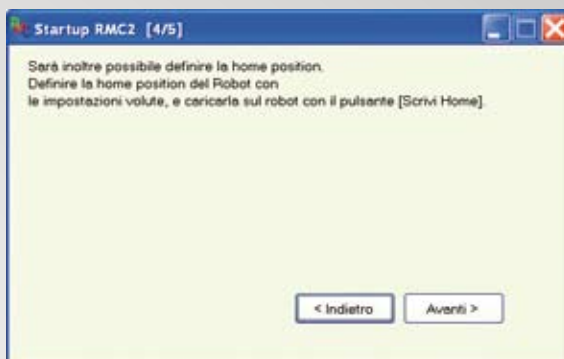 Startup RMC2 [4/5]
Sarà inoltre possibile definire la home position.
Definire la home position del Robot con
le impostazioni volute, e caricarla sul robot con il pulsante [Scrivi Home].
< Indietro
Avanti >